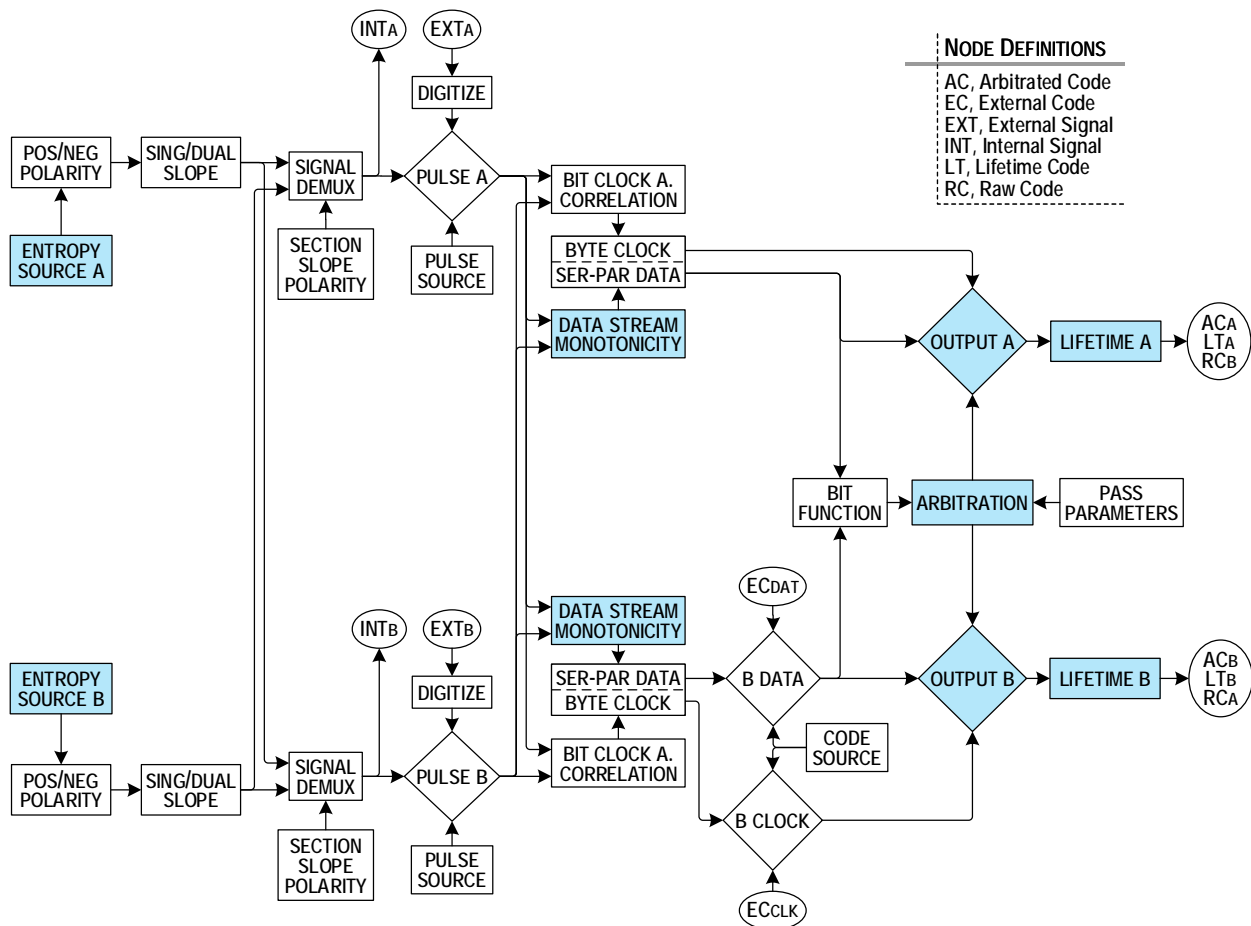 INTA
EXTA
NODE DEFINITIONS
AC, Arbitrated Code
EC, External Code
EXT, External Signal
INT, Internal Signal
LT, Lifetime Code
RC, Raw Code
DIGITIZE
POS/NEG
POLARITY
SING/DUAL
SLOPE
SIGNAL
DEMUX
PULSE A
BIT CLOCK A.
CORRELATION
ENTROPY
SOURCE A
SECTION
SLOPE
POLARITY
PULSE
SOURCE
BYTE CLOCK
SER-PAR DATA
DATA STREAM
MONOTONICITY
OUTPUT A
LIFETIME A
ACA
LTA
RCB
BIT
FUNCTION
ARBITRATION
PASS
PARAMETERS
ECDAT
INTB
EXTB
DATA STREAM
MONOTONICITY
ENTROPY
SOURCE B
DIGITIZE
SER-PAR DATA
BYTE CLOCK
B DATA
OUTPUT B
LIFETIME B
ACB
LTB
RCA
POS/NEG
POLARITY
SING/DUAL
SLOPE
SIGNAL
DEMUX
PULSE B
BIT CLOCK A.
CORRELATION
CODE
SOURCE
B CLOCK
SECTION
SLOPE
POLARITY
PULSE
SOURCE
ECCLK